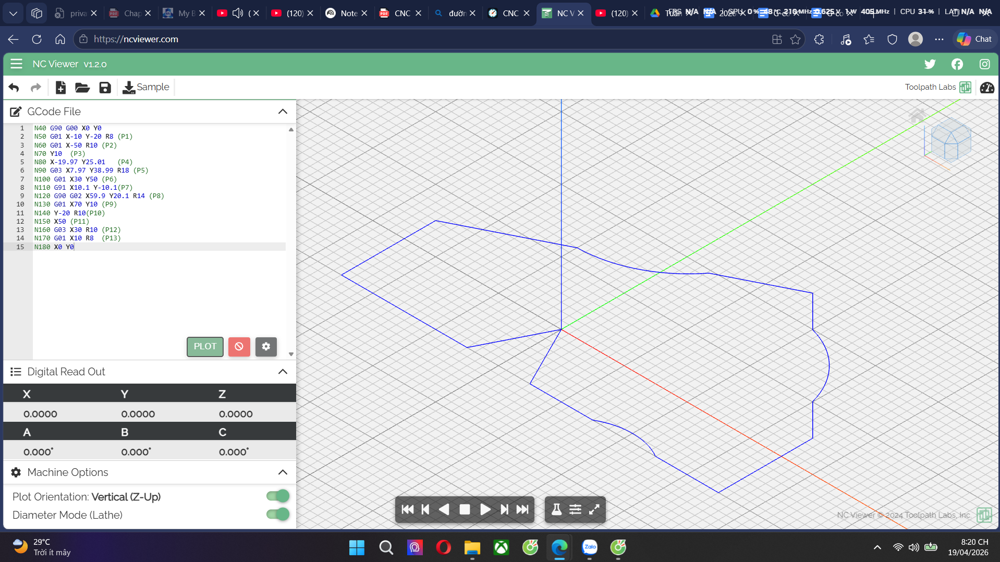 priva
Chap
My B
(
(120)
Note
CNC
đườn
CNC
NC V
(120)
Tuần
2026
G-co
G-co
FPS N/A N/A | GPU 0 % 48 °C 210 MHz 0.625 V 1 W 405 MHz | CPU 31 % | LAT N/A N/A
https://ncviewer.com
Chat
NC Viewer v1.2.0
Sample
Toolpath Labs
GCode File
1 N40 G90 G00 X0 Y0
2 N50 G01 X-10 Y-20 R8 (P1)
3 N60 G01 X-50 R10 (P2)
4 N70 Y10 (P3)
5 N80 X-19.97 Y25.01 (P4)
6 N90 G03 X7.97 Y38.99 R18 (P5)
7 N100 G01 X30 Y50 (P6)
8 N110 G91 X10.1 Y-10.1(P7)
9 N120 G90 G02 X59.9 Y20.1 R14 (P8)
10 N130 G01 X70 Y10 (P9)
11 N140 Y-20 R10(P10)
12 N150 X50 (P11)
13 N160 G03 X30 R10 (P12)
14 N170 G01 X10 R8 (P13)
15 N180 X0 Y0
PLOT
Digital Read Out
X Y Z
0.0000 0.0000 0.0000
A B C
0.000° 0.000° 0.000°
Machine Options
Plot Orientation: Vertical (Z-Up)
Diameter Mode (Lathe)
NC Viewer © 2024 Toolpath Labs, Inc.
29°C
Trời ít mây
Zalo
8:20 CH
19/04/2026